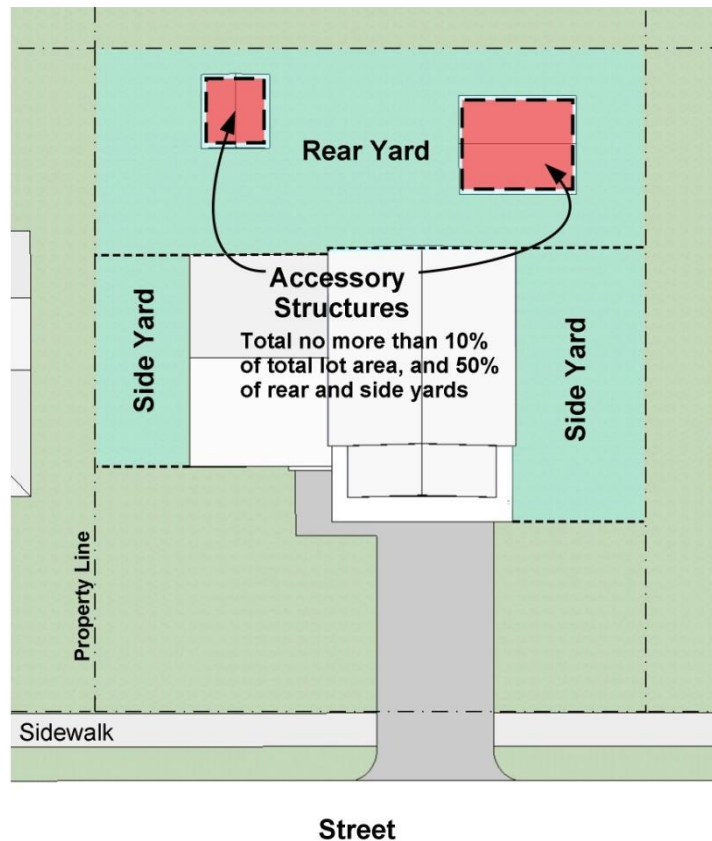 Rear Yard
Accessory
Structures
Total no more than 10%
of total lot area, and 50%
of rear and side yards
Side Yard
Side Yard
Property Line
Sidewalk
Street